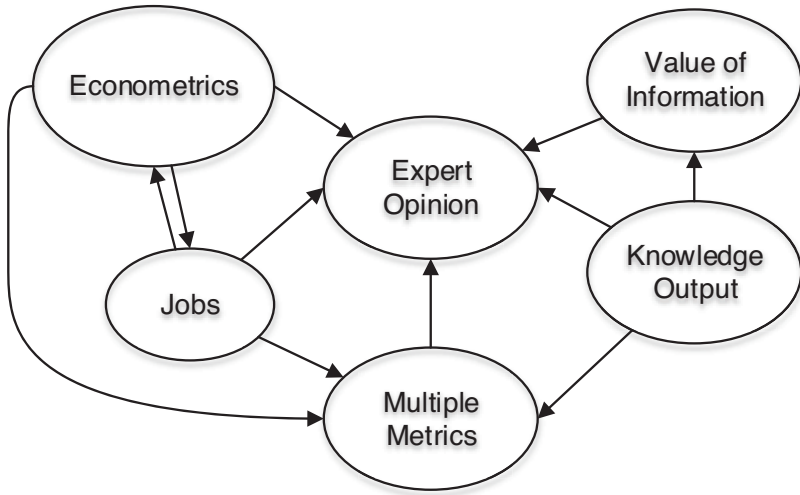 Econometrics
Value of
Information
Expert
Opinion
Knowledge
Output
Jobs
Multiple
Metrics